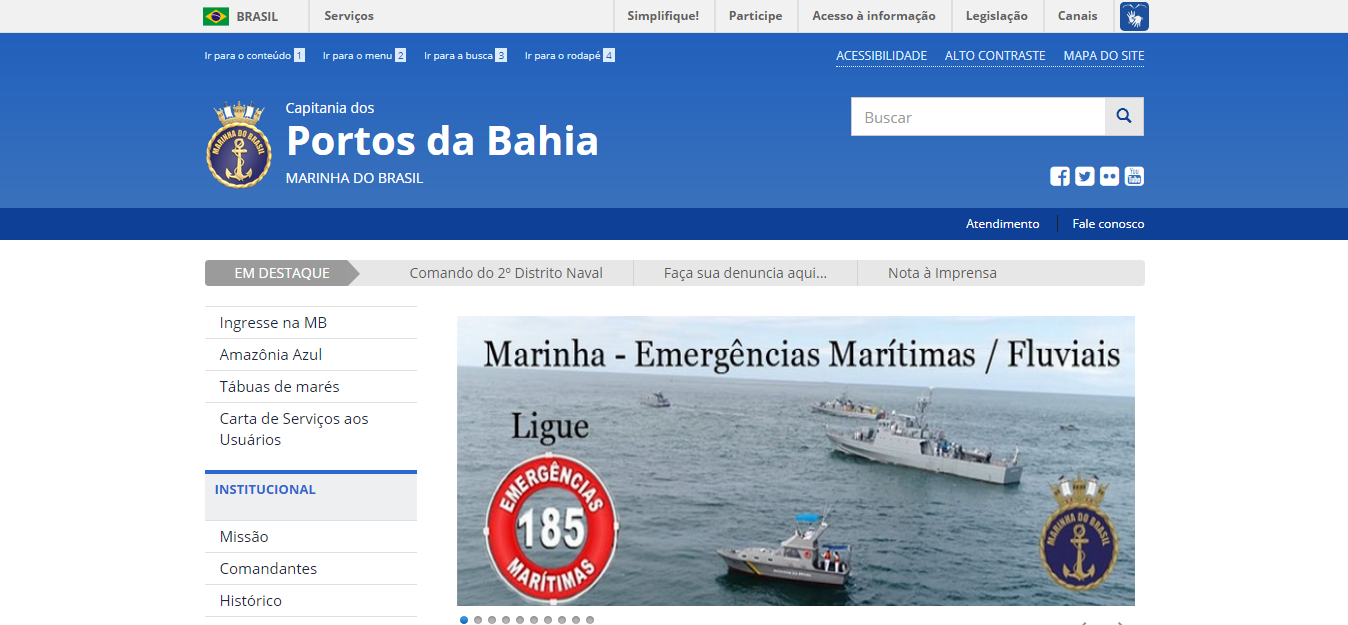 BRASIL
Serviços
Simplifique!
Participe
Acesso à informação
Legislação
Canais
Ir para o conteúdo 1
Ir para o menu 2
Ir para a busca 3
Ir para o rodapé 4
ACESSIBILIDADE
ALTO CONTRASTE
MAPA DO SITE
MARINHA DO BRASIL
Capitania dos
Portos da Bahia
MARINHA DO BRASIL
Buscar
You
Tube
Atendimento
Fale conosco
EM DESTAQUE
Comando do 2º Distrito Naval
Faça sua denuncia aqui...
Nota à Imprensa
Ingresse na MB
Amazônia Azul
Tábuas de marés
Carta de Serviços aos
Usuários
INSTITUCIONAL
Missão
Comandantes
Histórico
Marinha - Emergências Marítimas / Fluviais
Ligue
EMERGÊNCIAS
185
MARÍTIMAS
MARINHA DO BRASIL